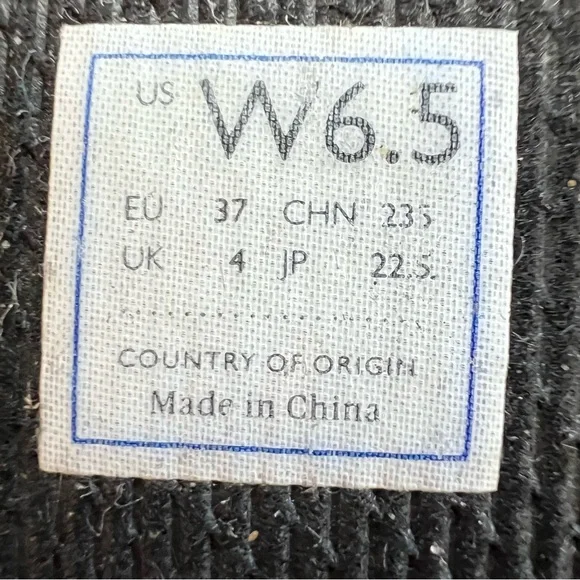 US W6.5
EU 37 CHN 235
UK 4 JP 22.5
COUNTRY OF ORIGIN
Made in China